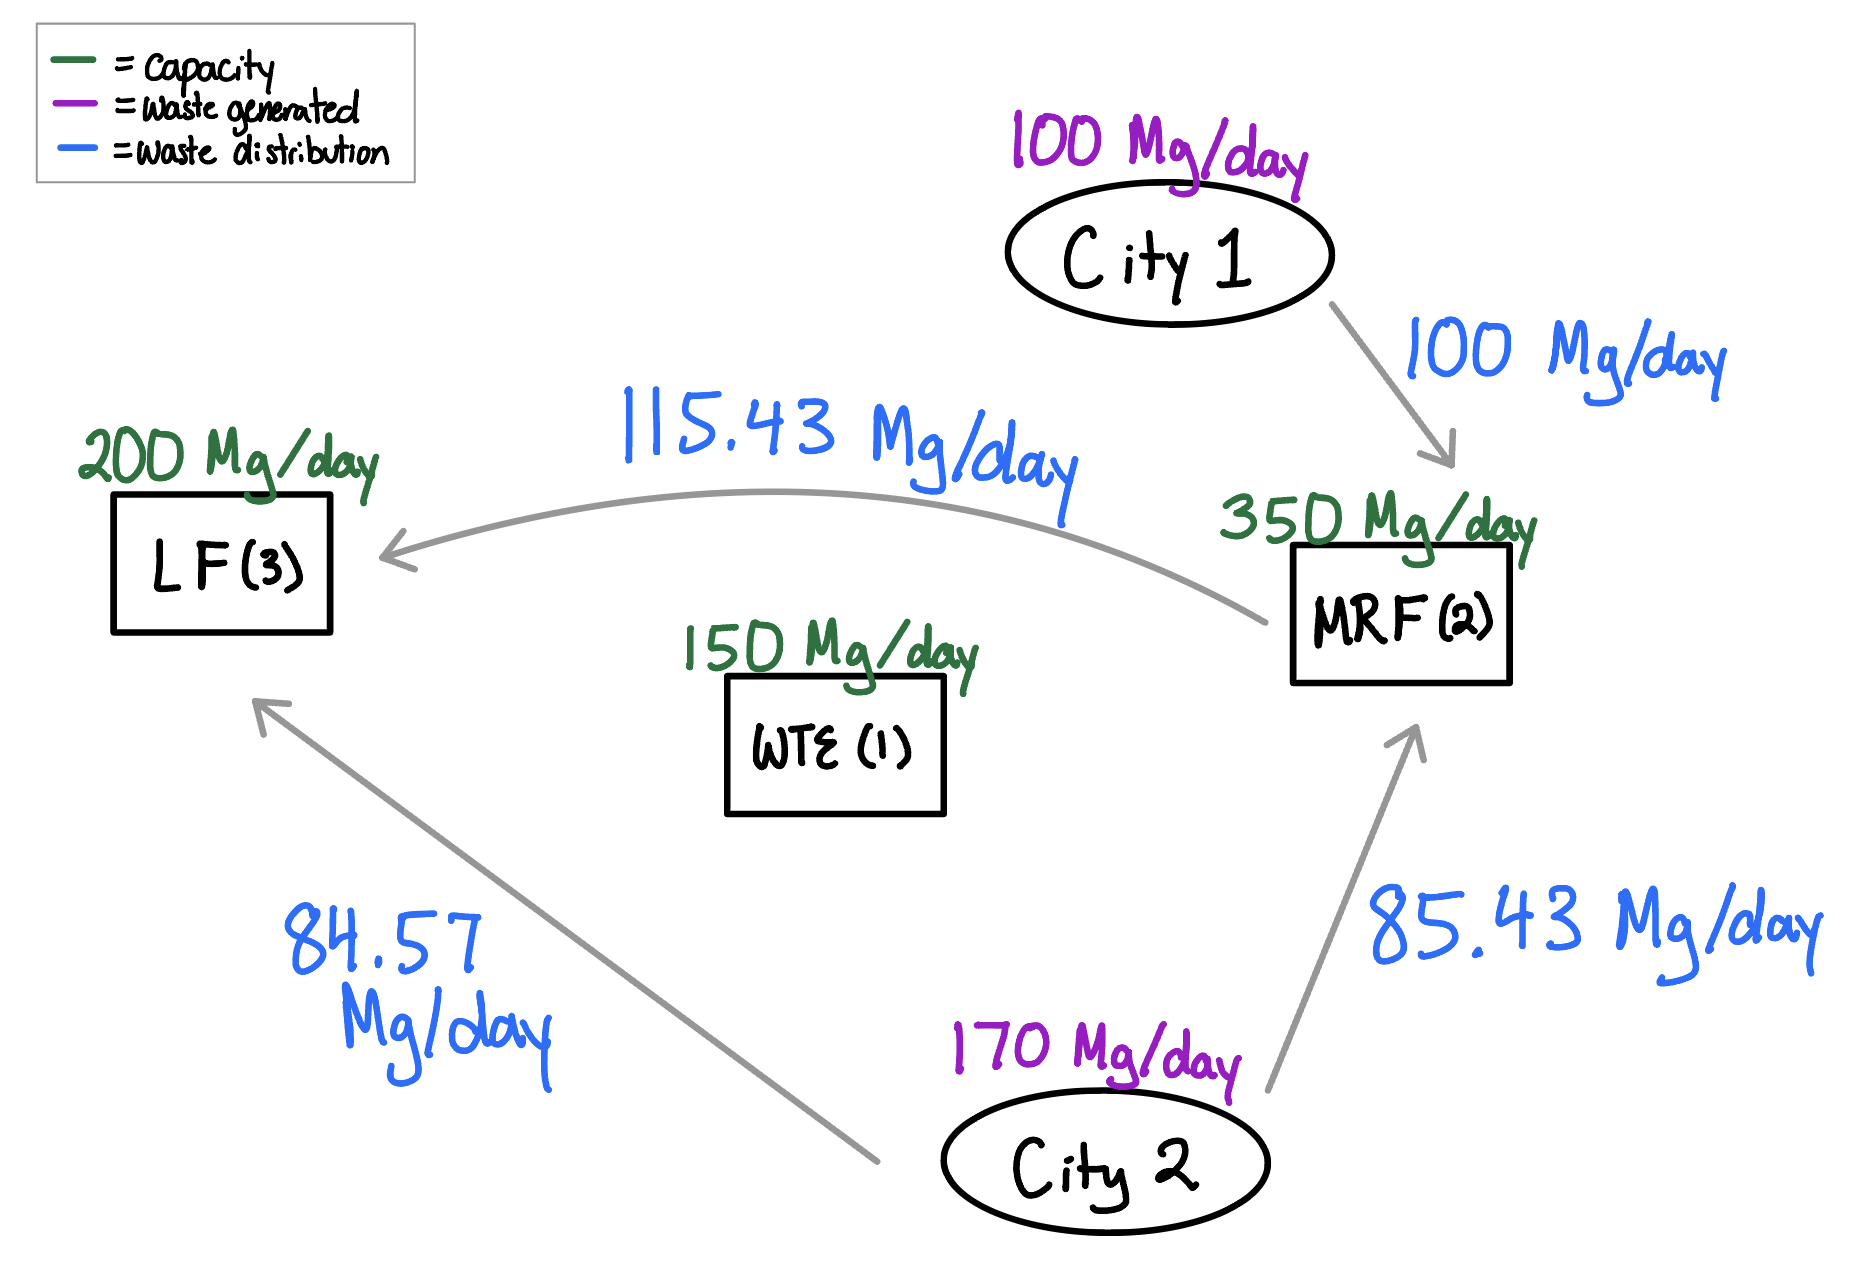 = Capacity
= Waste generated
= Waste distribution
100 Mg/day
City 1
100 Mg/day
115.43 Mg/day
200 Mg/day
LF (3)
350 Mg/day
MRF (2)
150 Mg/day
WTE (1)
84.57
Mg/day
85.43 Mg/day
170 Mg/day
City 2